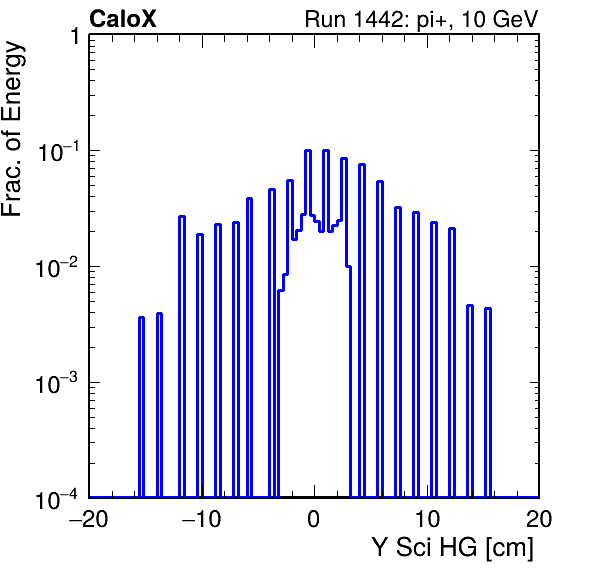 CaloX Run 1442: pi+, 10 GeV
Frac. of Energy
1
10⁻¹
10⁻²
10⁻³
10⁻⁴
−20 −10 0 10 20
Y Sci HG [cm]